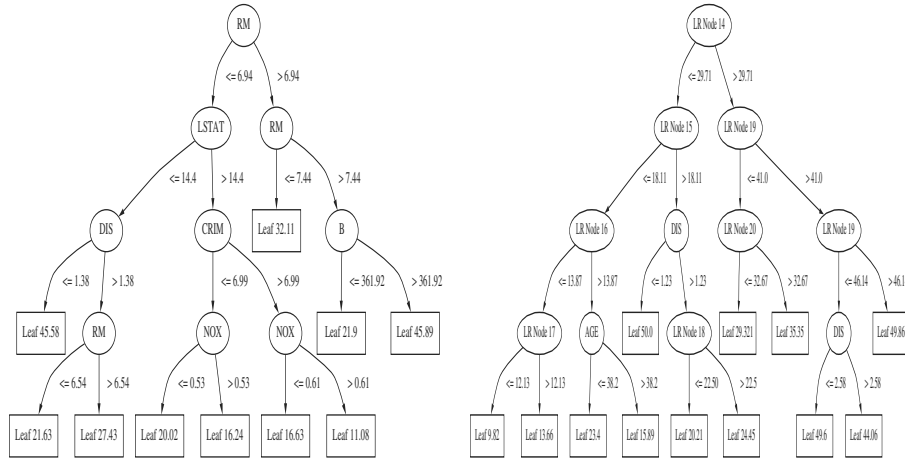 RM
<= 6.94
> 6.94
LSTAT
RM
<= 14.4
> 14.4
<= 7.44
> 7.44
DIS
CRIM
Leaf 32.11
B
<= 1.38
> 1.38
<= 6.99
> 6.99
<= 361.92
> 361.92
Leaf 45.58
RM
NOX
NOX
Leaf 21.9
Leaf 45.89
<= 6.54
> 6.54
<= 0.53
> 0.53
<= 0.61
> 0.61
Leaf 21.63
Leaf 27.43
Leaf 20.02
Leaf 16.24
Leaf 16.63
Leaf 11.08
LR Node 14
<= 29.71
> 29.71
LR Node 15
LR Node 19
<= 18.11
> 18.11
<= 41.0
> 41.0
LR Node 16
DIS
LR Node 20
LR Node 19
<= 13.87
> 13.87
<= 1.23
> 1.23
<= 32.67
> 32.67
<= 46.14
> 46.1
LR Node 17
AGE
Leaf 50.0
LR Node 18
Leaf 29.321
Leaf 35.35
DIS
Leaf 49.86
<= 12.13
> 12.13
<= 38.2
> 38.2
<= 22.50
> 22.5
<= 2.58
> 2.58
Leaf 9.82
Leaf 13.66
Leaf 23.4
Leaf 15.89
Leaf 20.21
Leaf 24.45
Leaf 49.6
Leaf 44.06